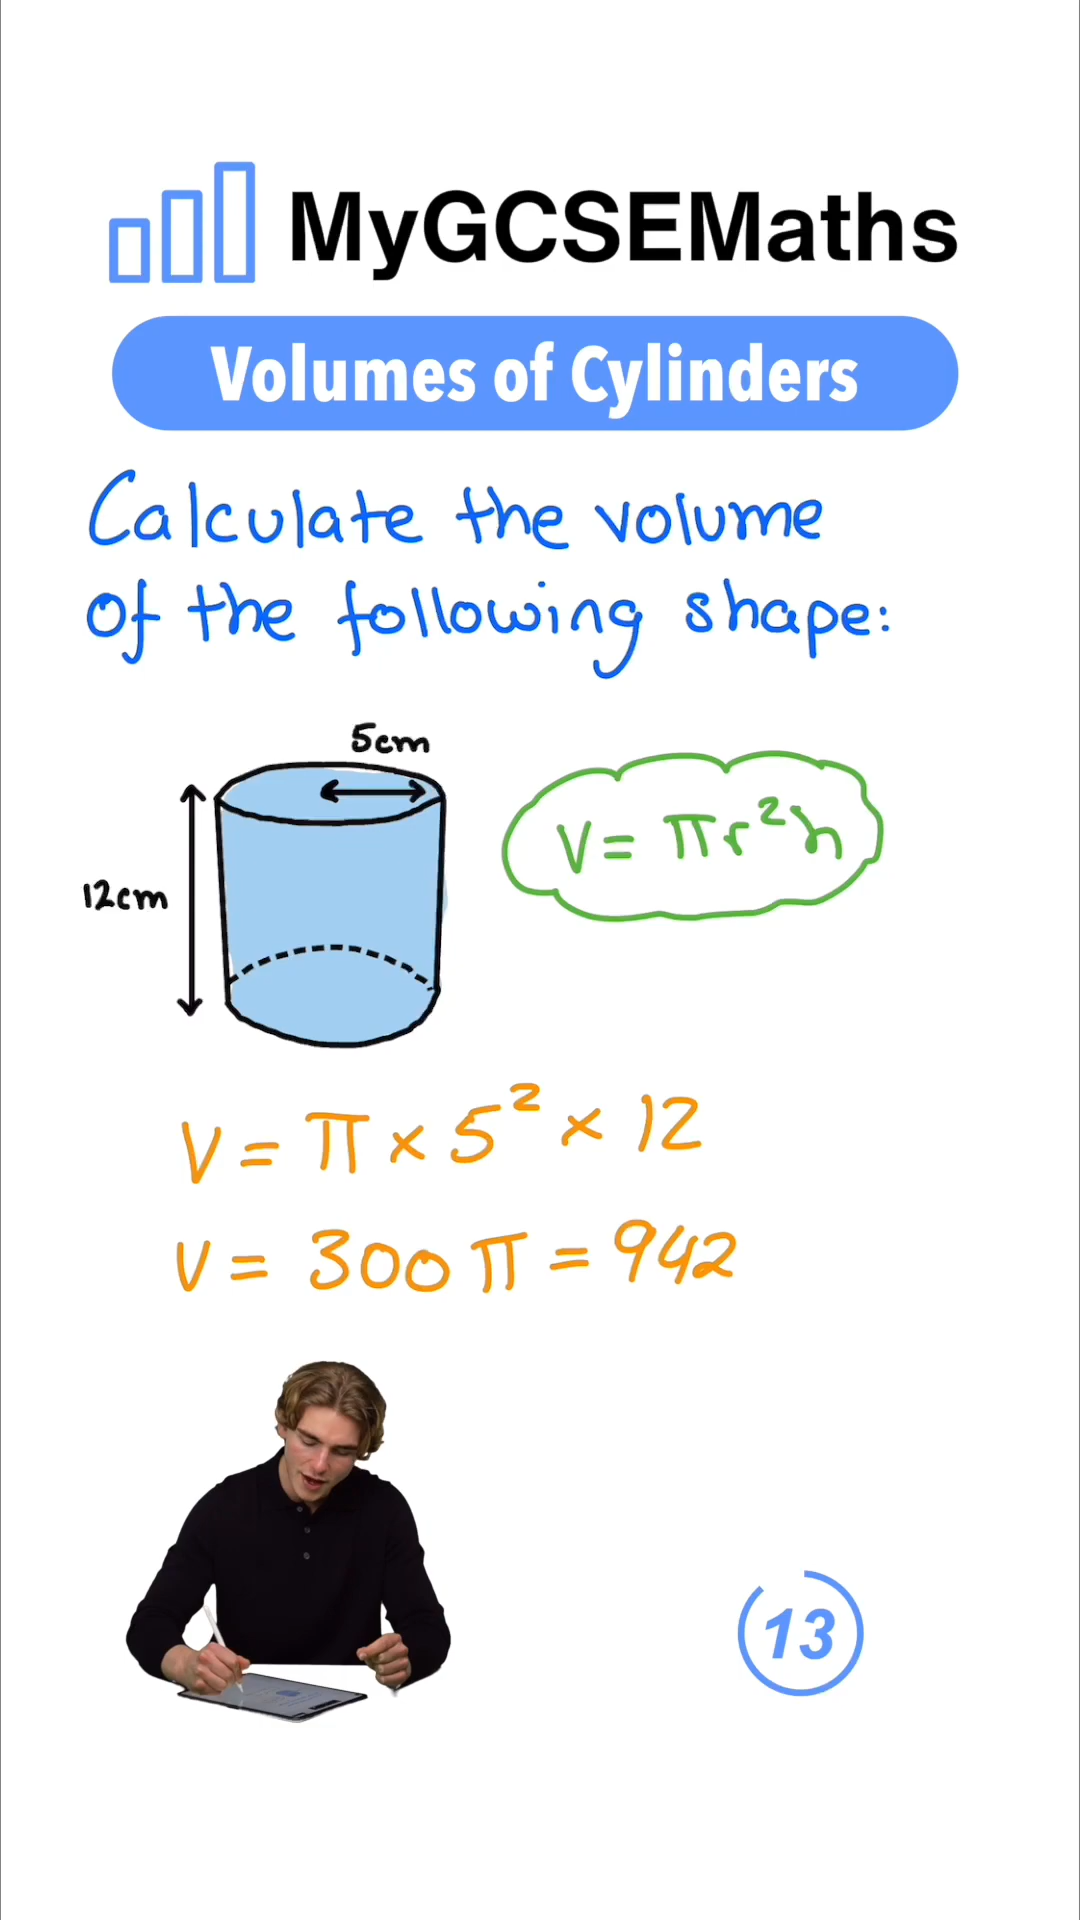 MyGCSEMaths
Volumes of Cylinders
Calculate the volume
of the following shape:
5cm
12cm
V = πr²h
V = π × 5² × 12
V = 300π = 942
13